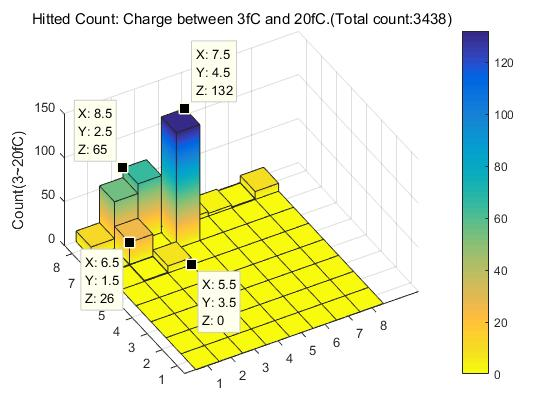 Hitted Count: Charge between 3fC and 20fC.(Total count:3438)
X: 7.5
Y: 4.5
Z: 132
X: 8.5
Y: 2.5
Z: 65
X: 6.5
Y: 1.5
Z: 26
X: 5.5
Y: 3.5
Z: 0
Count(3~20fC)
150
100
50
0
8
7
5
4
3
2
1
1
2
3
4
5
6
7
8
120
100
80
60
40
20
0